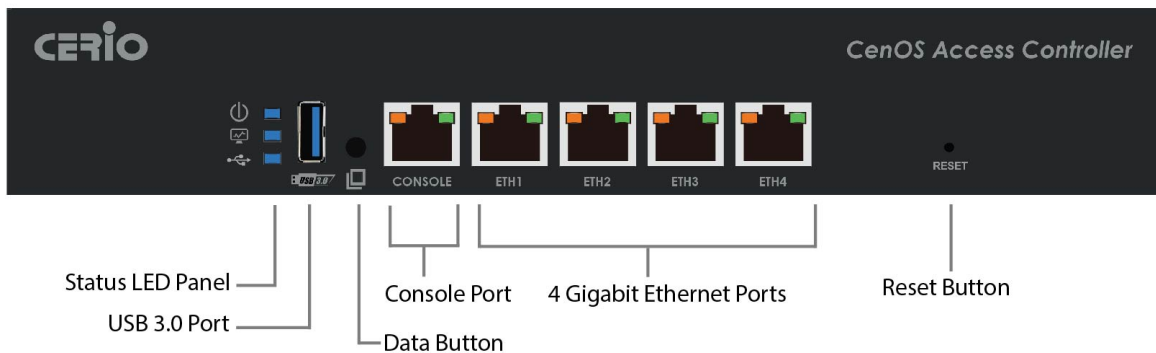 CERIO
CenOS Access Controller
USB 3.0
CONSOLE
ETH1
ETH2
ETH3
ETH4
RESET
Status LED Panel
USB 3.0 Port
Data Button
Console Port
4 Gigabit Ethernet Ports
Reset Button